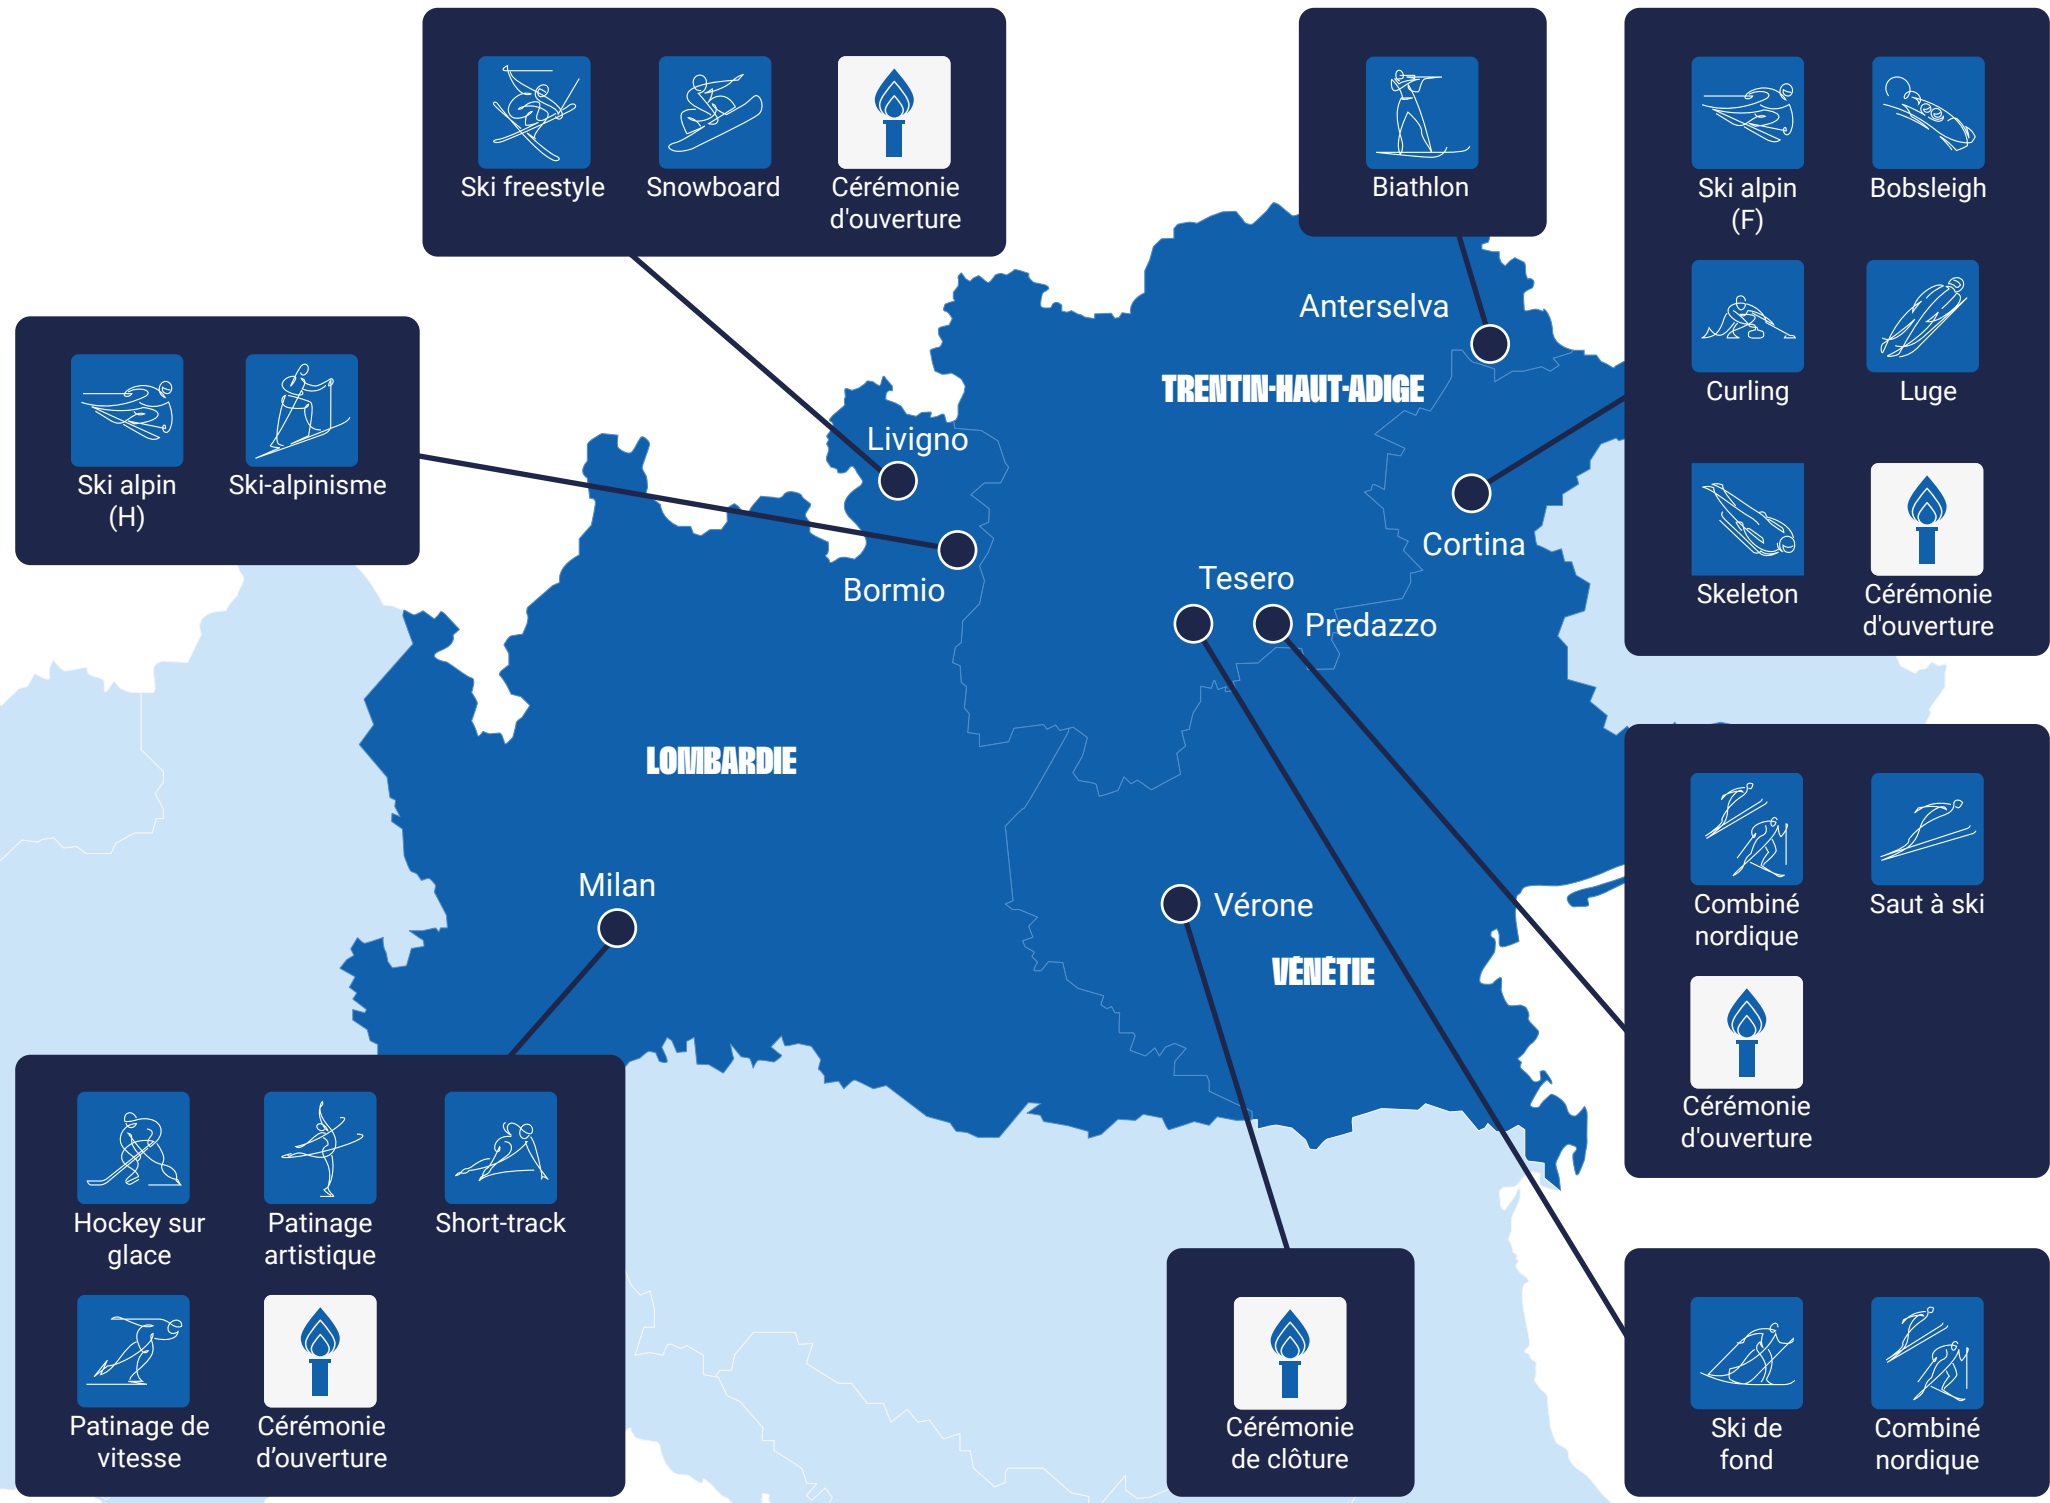 Ski freestyle
Snowboard
Cérémonie
d'ouverture
Biathlon
Ski alpin
(F)
Bobsleigh
Curling
Luge
Skeleton
Cérémonie
d'ouverture
Ski alpin
(H)
Ski-alpinisme
Anterselva
TRENTIN-HAUT-ADIGE
Livigno
Bormio
Cortina
Tesero
Predazzo
LOMBARDIE
Milan
Vérone
VÉNÉTIE
Combiné
nordique
Saut à ski
Cérémonie
d'ouverture
Hockey sur
glace
Patinage
artistique
Short-track
Patinage de
vitesse
Cérémonie
d’ouverture
Cérémonie
de clôture
Ski de
fond
Combiné
nordique